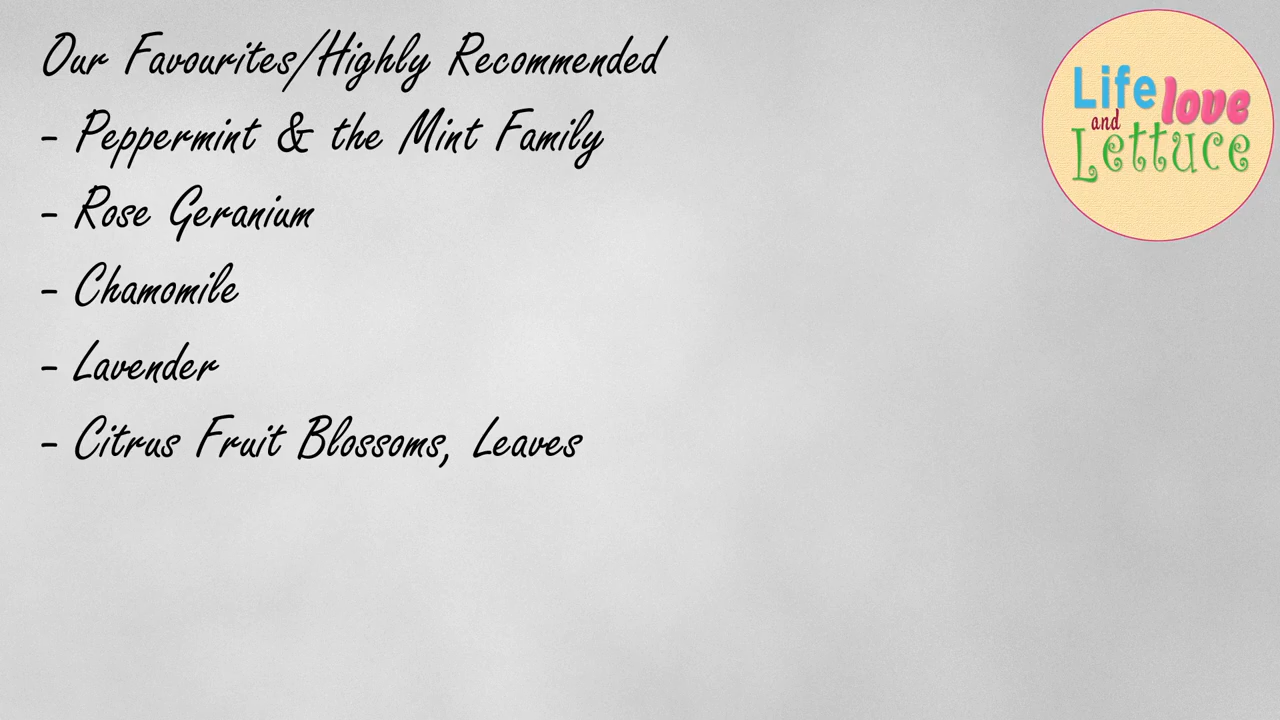 Our Favourites/Highly Recommended
- Peppermint & the Mint Family
- Rose Geranium
- Chamomile
- Lavender
- Citrus Fruit Blossoms, Leaves
Life love
and
Lettuce